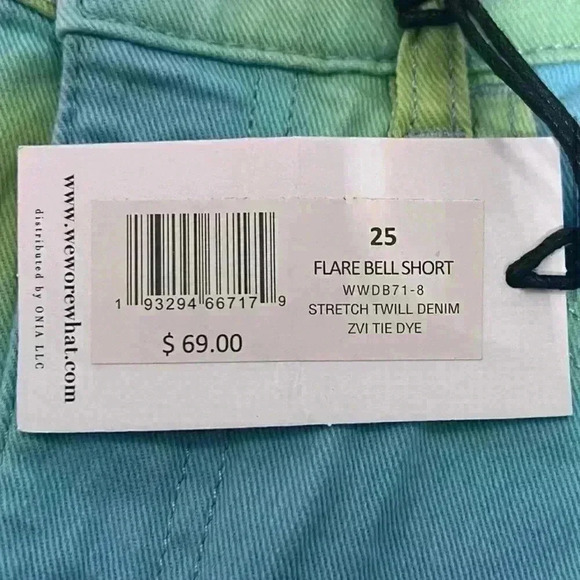 www.weworewhat.com
distributed by ONIA LLC
1 93294 66717 9
$ 69.00
25
FLARE BELL SHORT
WWDB71-8
STRETCH TWILL DENIM
ZVI TIE DYE